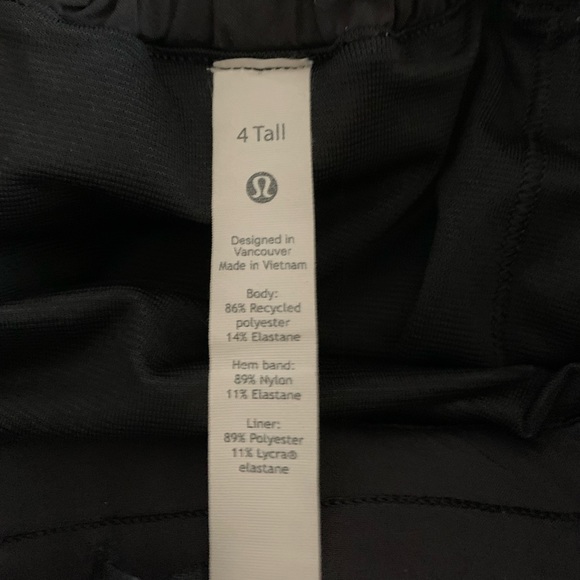 4 Tall
Designed in
Vancouver
Made in Vietnam
Body:
86% Recycled
polyester
14% Elastane
Hem band:
89% Nylon
11% Elastane
Liner:
89% Polyester
11% Lycra®
elastane